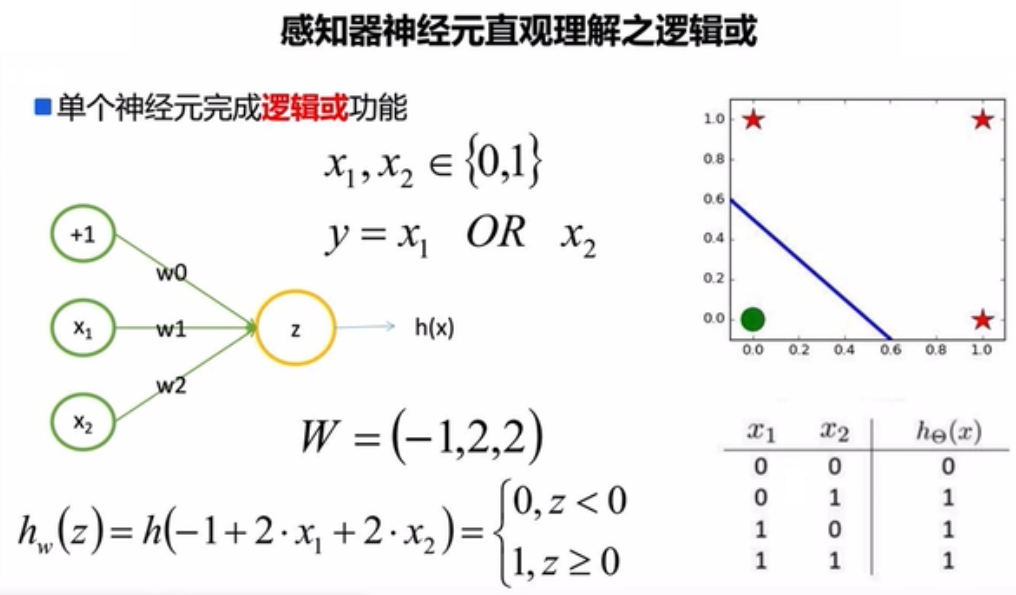 感知器神经元直观理解之逻辑或
单个神经元完成逻辑或功能
x₁, x₂ ∈ {0,1}
y = x₁ OR x₂
+1
w0
x₁
w1
z
h(x)
w2
x₂
W = (−1,2,2)
h_w(z) = h(−1+2·x₁+2·x₂) = {0, z < 0
1, z ≥ 0
1.0
0.8
0.6
0.4
0.2
0.0
0.0 0.2 0.4 0.6 0.8 1.0
x₁ x₂ h_Θ(x)
0 0 0
0 1 1
1 0 1
1 1 1